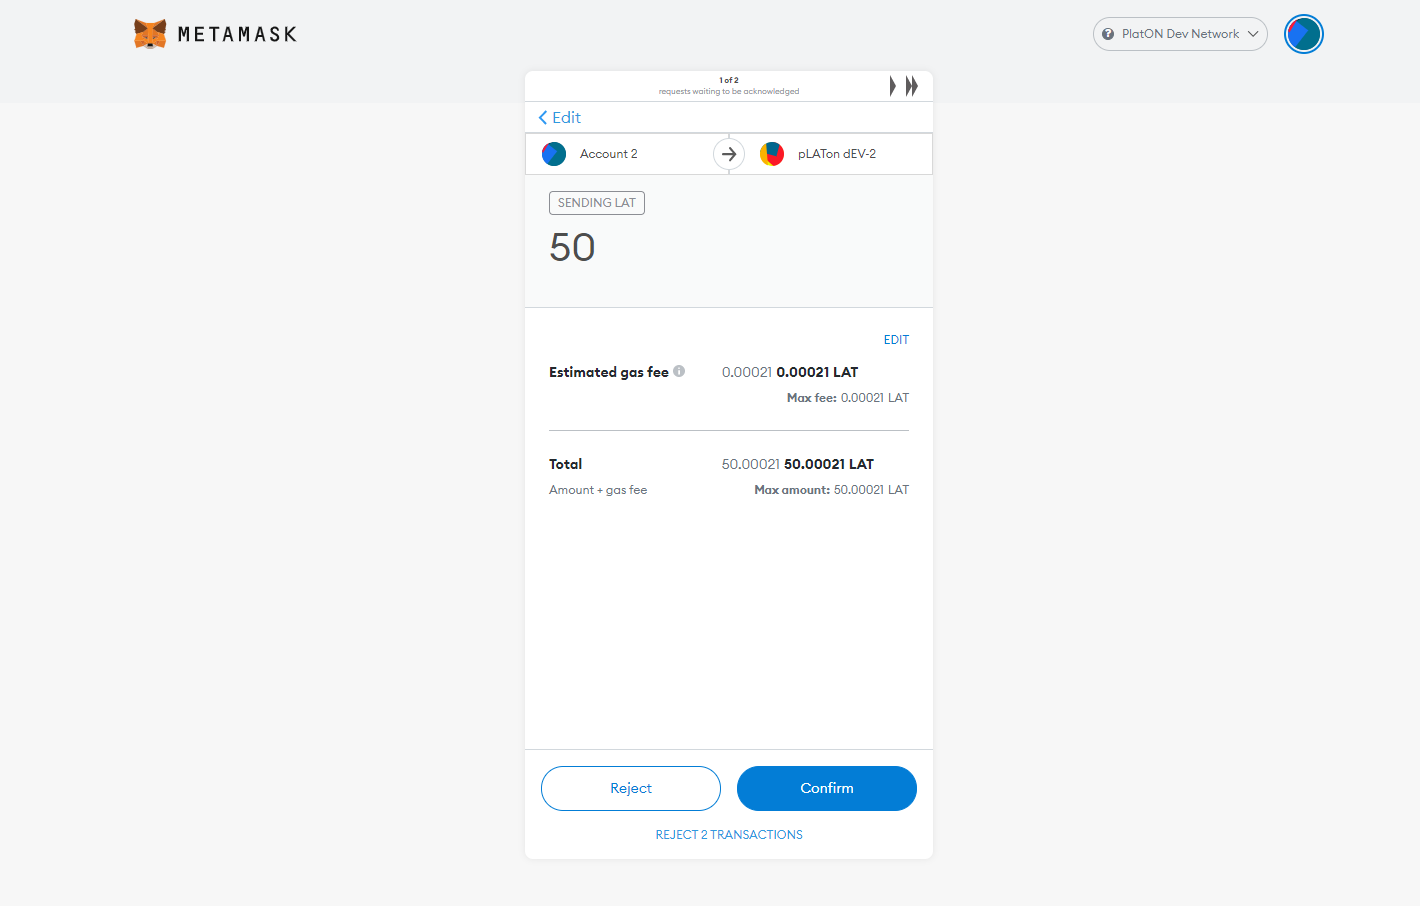 METAMASK
PlatON Dev Network
1 of 2
requests waiting to be acknowledged
Edit
Account 2
pLATon dEV-2
SENDING LAT
50
EDIT
Estimated gas fee 0.00021 0.00021 LAT
Max fee: 0.00021 LAT
Total 50.00021 50.00021 LAT
Amount + gas fee Max amount: 50.00021 LAT
Reject
Confirm
REJECT 2 TRANSACTIONS